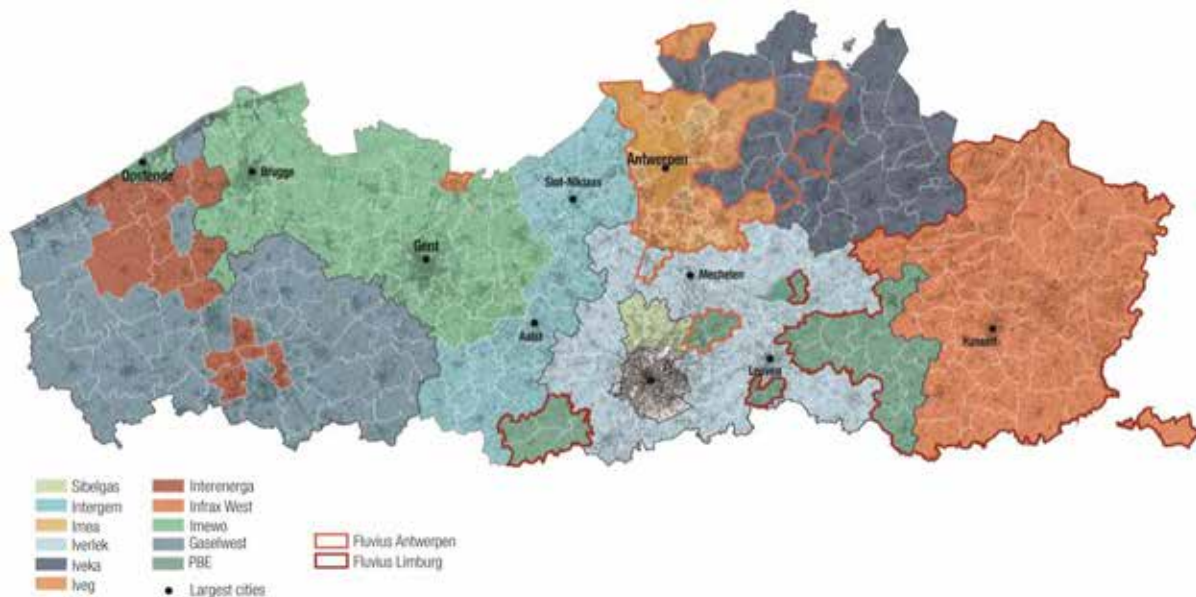 Antwerpen
Oostende
Brugge
Sint-Niklaas
Gent
Mechelen
Aalst
Hasselt
Leuven
Sibelgas
Intergem
Imea
Iverlek
Iveka
Iveg
Interenerga
Infrax West
Imewo
Gaselwest
PBE
Largest cities
Fluvius Antwerpen
Fluvius Limburg